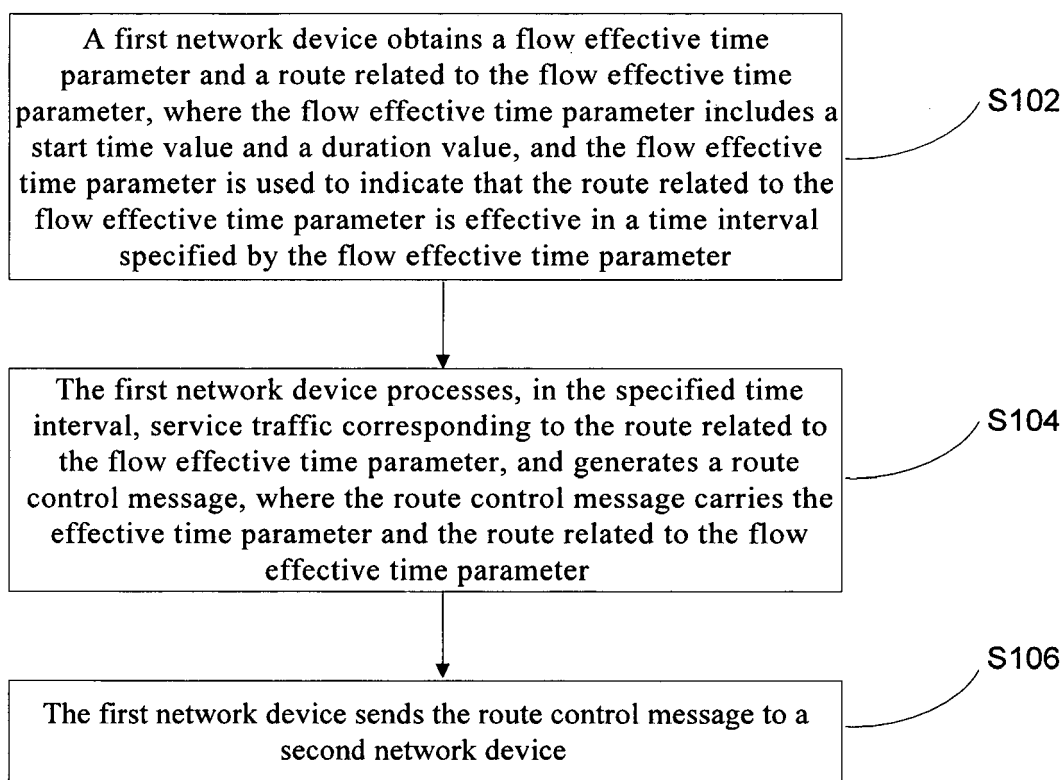 A first network device obtains a flow effective time
parameter and a route related to the flow effective time
parameter, where the flow effective time parameter includes a
start time value and a duration value, and the flow effective
time parameter is used to indicate that the route related to the
flow effective time parameter is effective in a time interval
specified by the flow effective time parameter
S102
The first network device processes, in the specified time
interval, service traffic corresponding to the route related to
the flow effective time parameter, and generates a route
control message, where the route control message carries the
effective time parameter and the route related to the flow
effective time parameter
S104
The first network device sends the route control message to a
second network device
S106